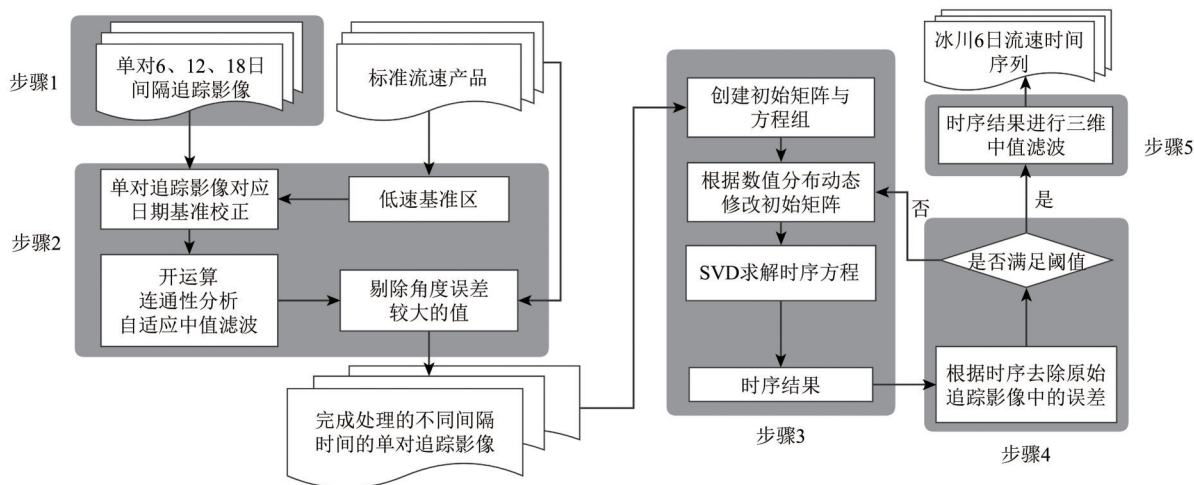 步骤1
单对6、12、18日
间隔追踪影像
标准流速产品
步骤2
单对追踪影像对应
日期基准校正
低速基准区
开运算
连通性分析
自适应中值滤波
剔除角度误差
较大的值
完成处理的不同间隔
时间的单对追踪影像
创建初始矩阵与
方程组
根据数值分布动态
修改初始矩阵
SVD求解时序方程
时序结果
步骤3
否
是
是否满足阈值
根据时序去除原始
追踪影像中的误差
步骤4
时序结果进行三维
中值滤波
步骤5
冰川6日流速时间
序列